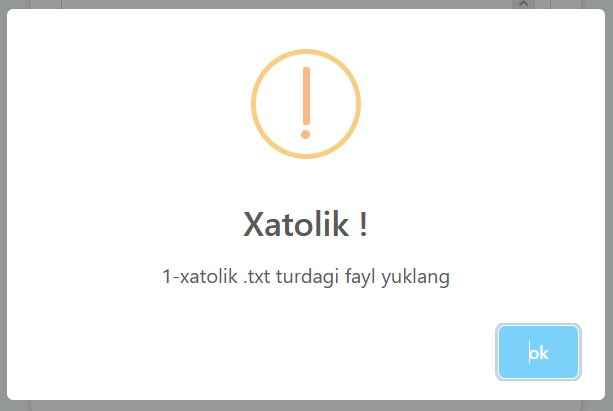 Xatolik !
1-xatolik .txt turdagi fayl yuklang
ok